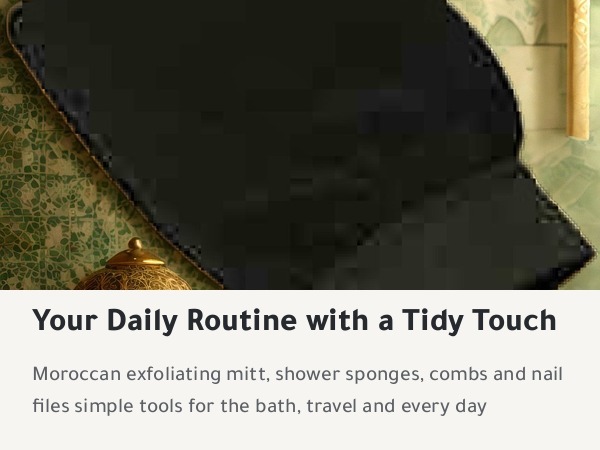 Your Daily Routine with a Tidy Touch
Moroccan exfoliating mitt, shower sponges, combs and nail
files simple tools for the bath, travel and every day